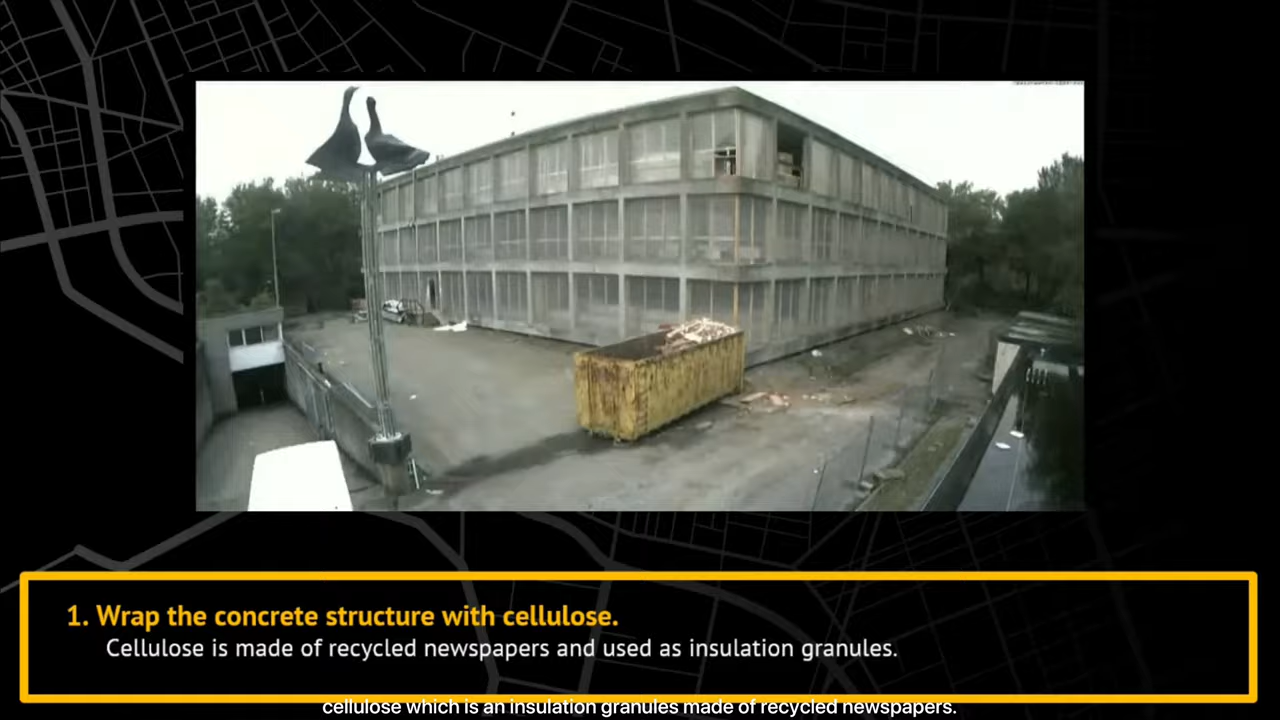 1. Wrap the concrete structure with cellulose.
Cellulose is made of recycled newspapers and used as insulation granules.
cellulose which is an insulation granules made of recycled newspapers.